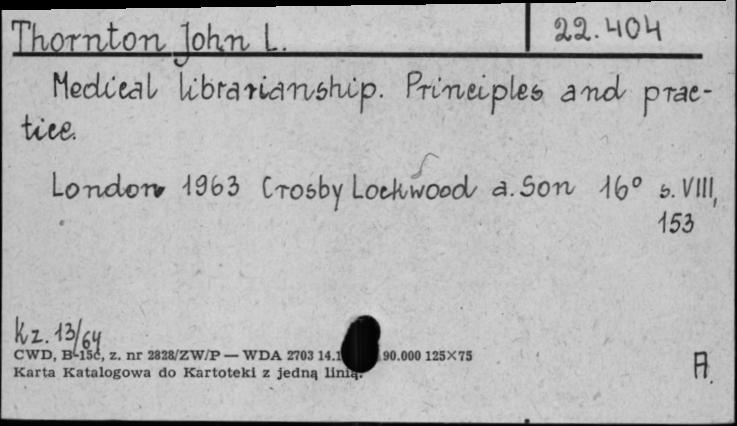 Thornton John L. 22.404
Medical librarianship. Principles and prac-
tice.
London 1963 Crosby Lockwood a. Son 16° s. VIII,
153
Kz. 13/64
CWD, B-15c, z. nr 2828/ZW/P — WDA 2703 14.1 90.000 125×75
Karta Katalogowa do Kartoteki z jedną linią.
A.